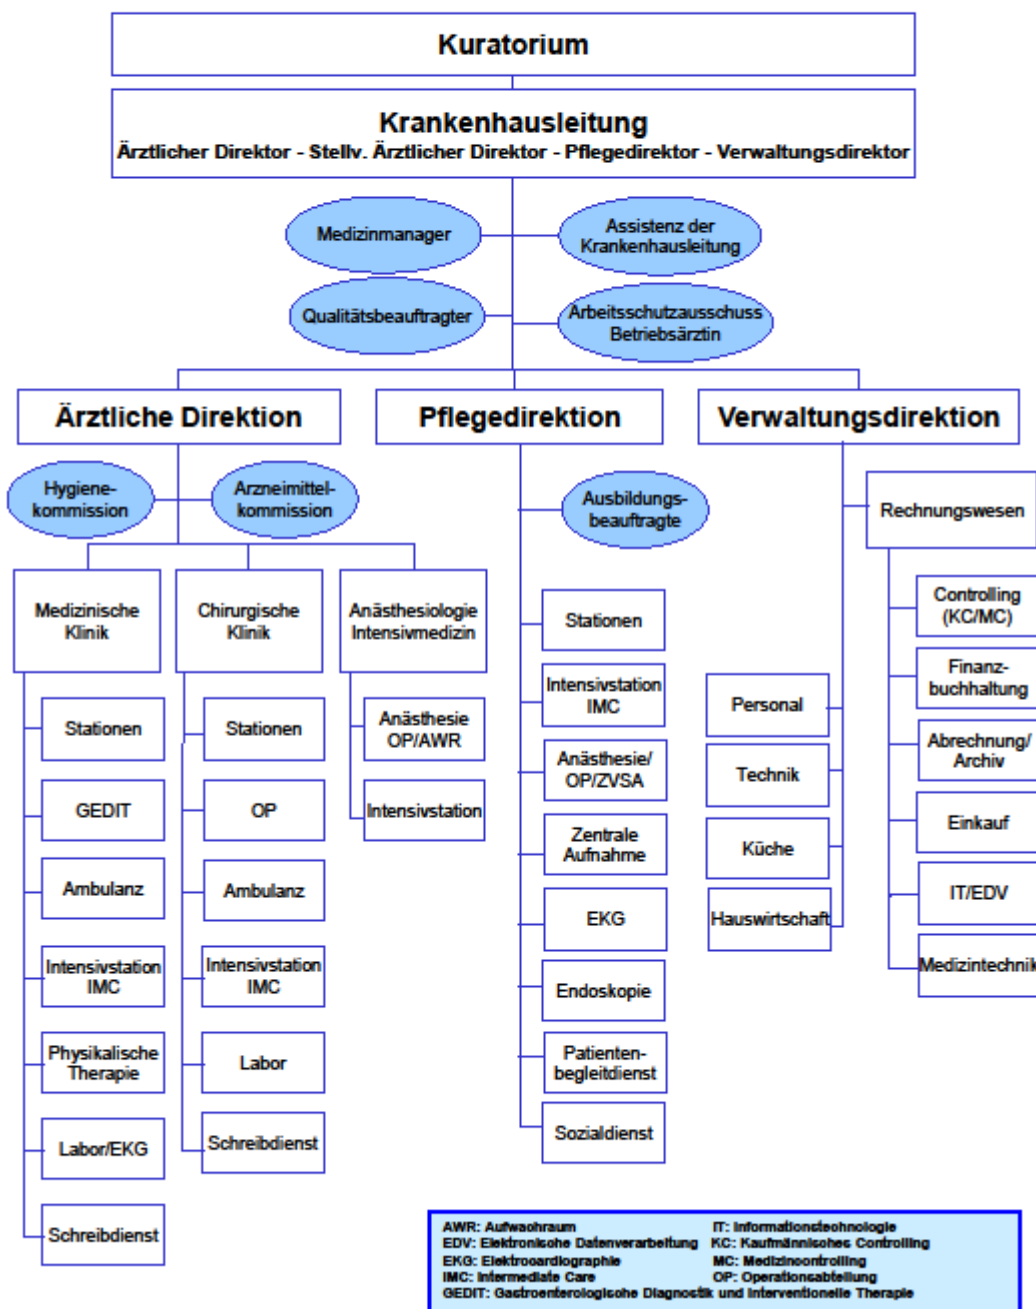 Kuratorium
Krankenhausleitung
Ärztlicher Direktor - Stellv. Ärztlicher Direktor - Pflegedirektor - Verwaltungsdirektor
Medizinmanager
Assistenz der
Krankenhausleitung
Qualitätsbeauftragter
Arbeitsschutzausschuss
Betriebsärztin
Ärztliche Direktion
Pflegedirektion
Verwaltungsdirektion
Hygiene-
kommission
Arzneimittel-
kommission
Ausbildungs-
beauftragte
Rechnungswesen
Medizinische
Klinik
Chirurgische
Klinik
Anästhesiologie
Intensivmedizin
Stationen
GEDIT
Ambulanz
Intensivstation
IMC
Physikalische
Therapie
Labor/EKG
Schreibdienst
Stationen
OP
Ambulanz
Intensivstation
IMC
Labor
Schreibdienst
Anästhesie
OP/AWR
Intensivstation
Stationen
Intensivstation
IMC
Anästhesie/
OP/ZVSA
Zentrale
Aufnahme
EKG
Endoskopie
Patienten-
begleitdienst
Sozialdienst
Personal
Technik
Küche
Hauswirtschaft
Controlling
(KC/MC)
Finanz-
buchhaltung
Abrechnung/
Archiv
Einkauf
IT/EDV
Medizintechnik
AWR: Aufwachraum IT: Informationstechnologie
EDV: Elektronische Datenverarbeitung KC: Kaufmännisches Controlling
EKG: Elektrocardiographie MC: Medizincontrolling
IMC: Intermediate Care OP: Operationsabteilung
GEDIT: Gastroenterologische Diagnostik und Interventionelle Therapie